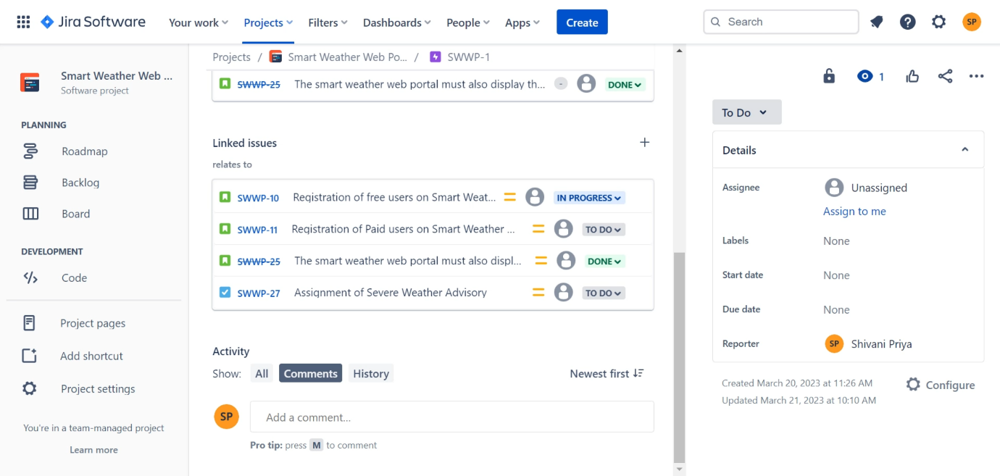 Jira Software
Your work
Projects
Filters
Dashboards
People
Apps
Create
Search
SP
Smart Weather Web ...
Software project
PLANNING
Roadmap
Backlog
Board
DEVELOPMENT
Code
Project pages
Add shortcut
Project settings
You're in a team-managed project
Learn more
Projects / Smart Weather Web Po... / SWWP-1
SWWP-25 The smart weather web portal must also display th... - DONE
Linked issues
relates to
SWWP-10 Registration of free users on Smart Weat... IN PROGRESS
SWWP-11 Registration of Paid users on Smart Weather ... TO DO
SWWP-25 The smart weather web portal must also displ... DONE
SWWP-27 Assignment of Severe Weather Advisory TO DO
Activity
Show: All Comments History Newest first
SP Add a comment...
Pro tip: press M to comment
1
To Do
Details
Assignee Unassigned
Assign to me
Labels None
Start date None
Due date None
Reporter SP Shivani Priya
Created March 20, 2023 at 11:26 AM
Updated March 21, 2023 at 10:10 AM
Configure